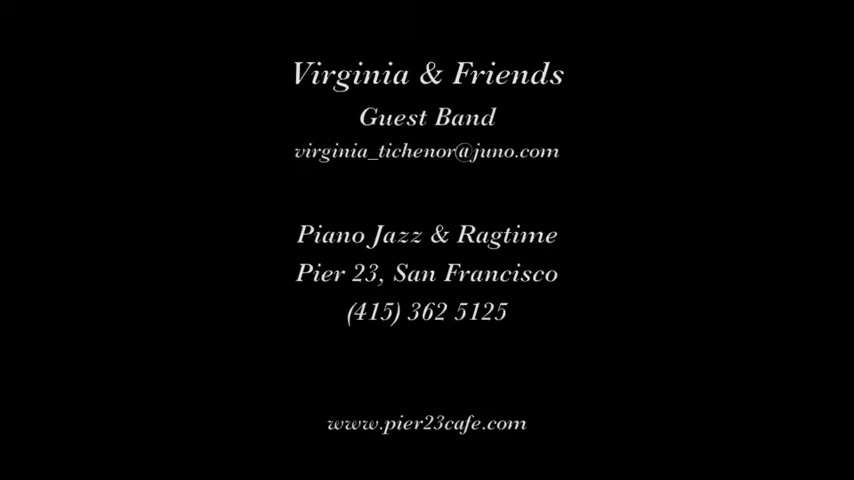 Virginia & Friends
Guest Band
virginia_tichenor@juno.com
Piano Jazz & Ragtime
Pier 23, San Francisco
(415) 362 5125
www.pier23cafe.com